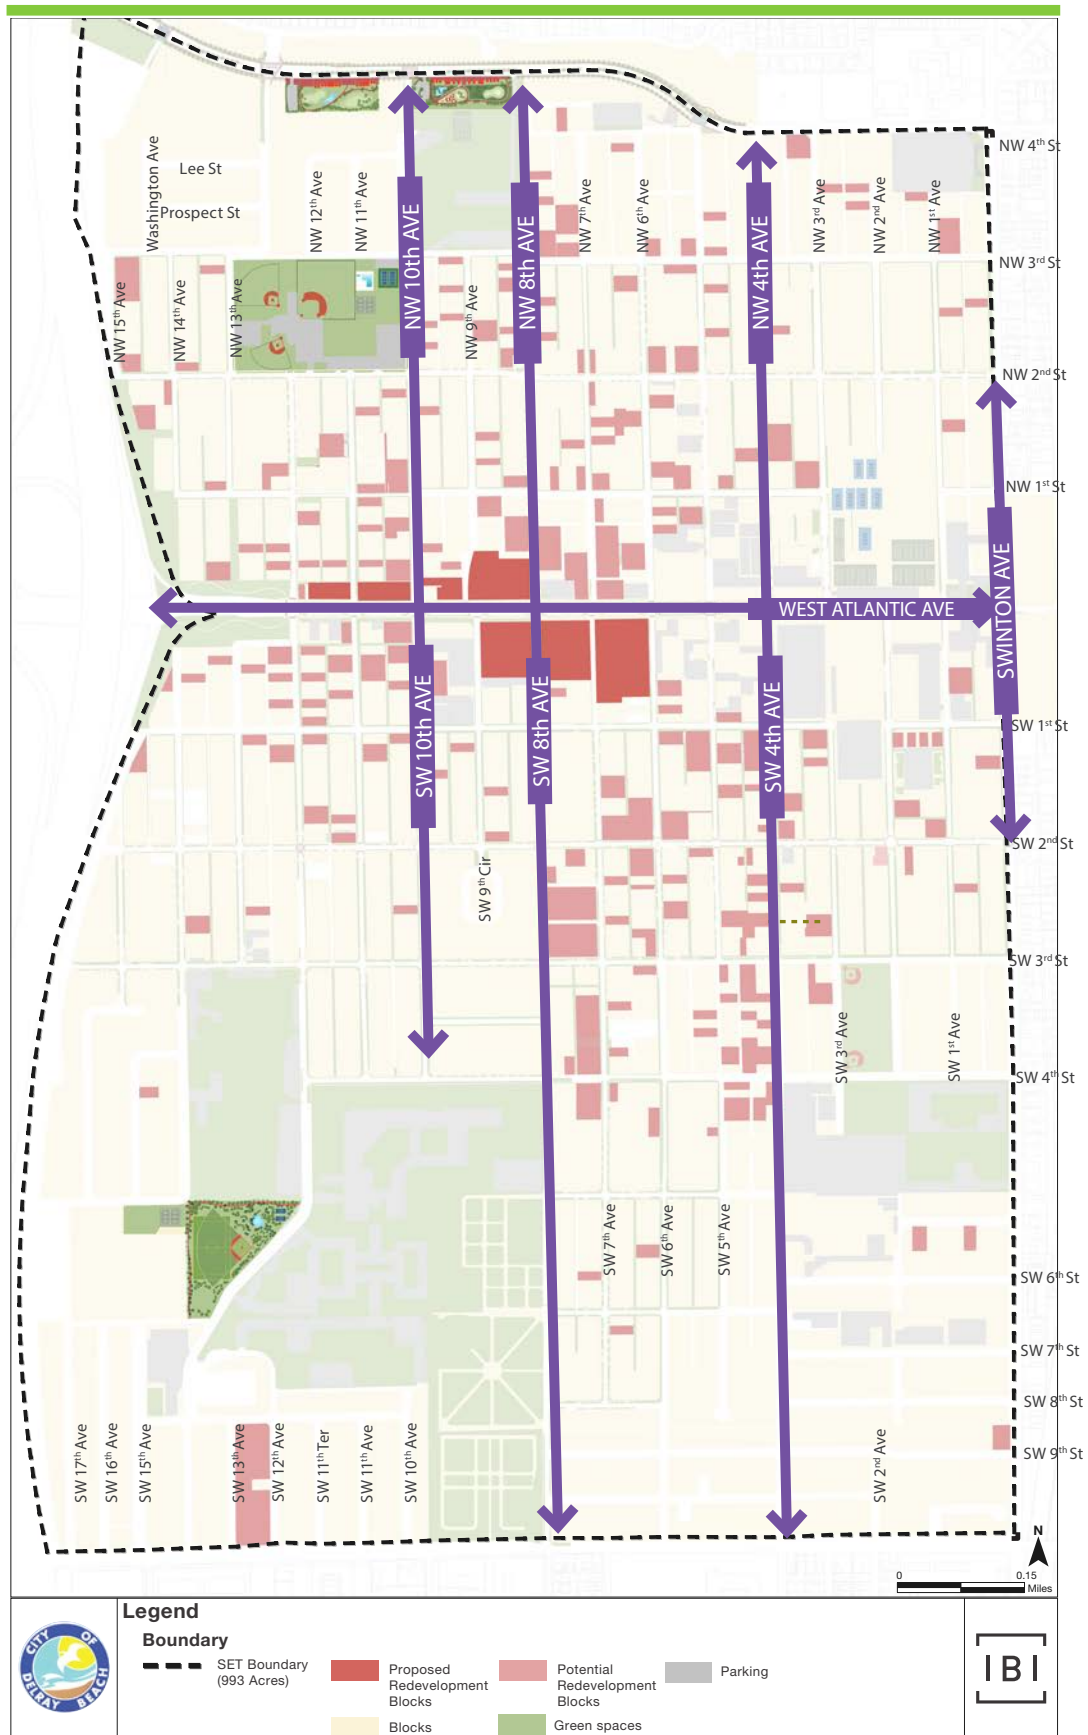 NW 4th St
Washington Ave
Lee St
Prospect St
NW 12th Ave
NW 11th Ave
NW 10th AVE
NW 8th AVE
NW 7th Ave
NW 6th Ave
NW 4th AVE
NW 3rd Ave
NW 2nd Ave
NW 1st Ave
NW 3rd St
NW 15th Ave
NW 14th Ave
NW 13th Ave
NW 9th Ave
NW 2nd St
NW 1st St
WEST ATLANTIC AVE
SWINTON AVE
SW 10th AVE
SW 8th AVE
SW 4th AVE
SW 1st St
SW 2nd St
SW 9th Cir
SW 3rd St
SW 3rd Ave
SW 1st Ave
SW 4th St
SW 7th Ave
SW 6th Ave
SW 5th Ave
SW 6th St
SW 7th St
SW 8th St
SW 17th Ave
SW 16th Ave
SW 15th Ave
SW 13th Ave
SW 12th Ave
SW 11th Ter
SW 11th Ave
SW 10th Ave
SW 2nd Ave
SW 9th St
N
0 0.15
Miles
CITY OF
DELRAY BEACH
Legend
Boundary
SET Boundary
(993 Acres)
Proposed
Redevelopment
Blocks
Potential
Redevelopment
Blocks
Parking
Blocks
Green spaces
IBI